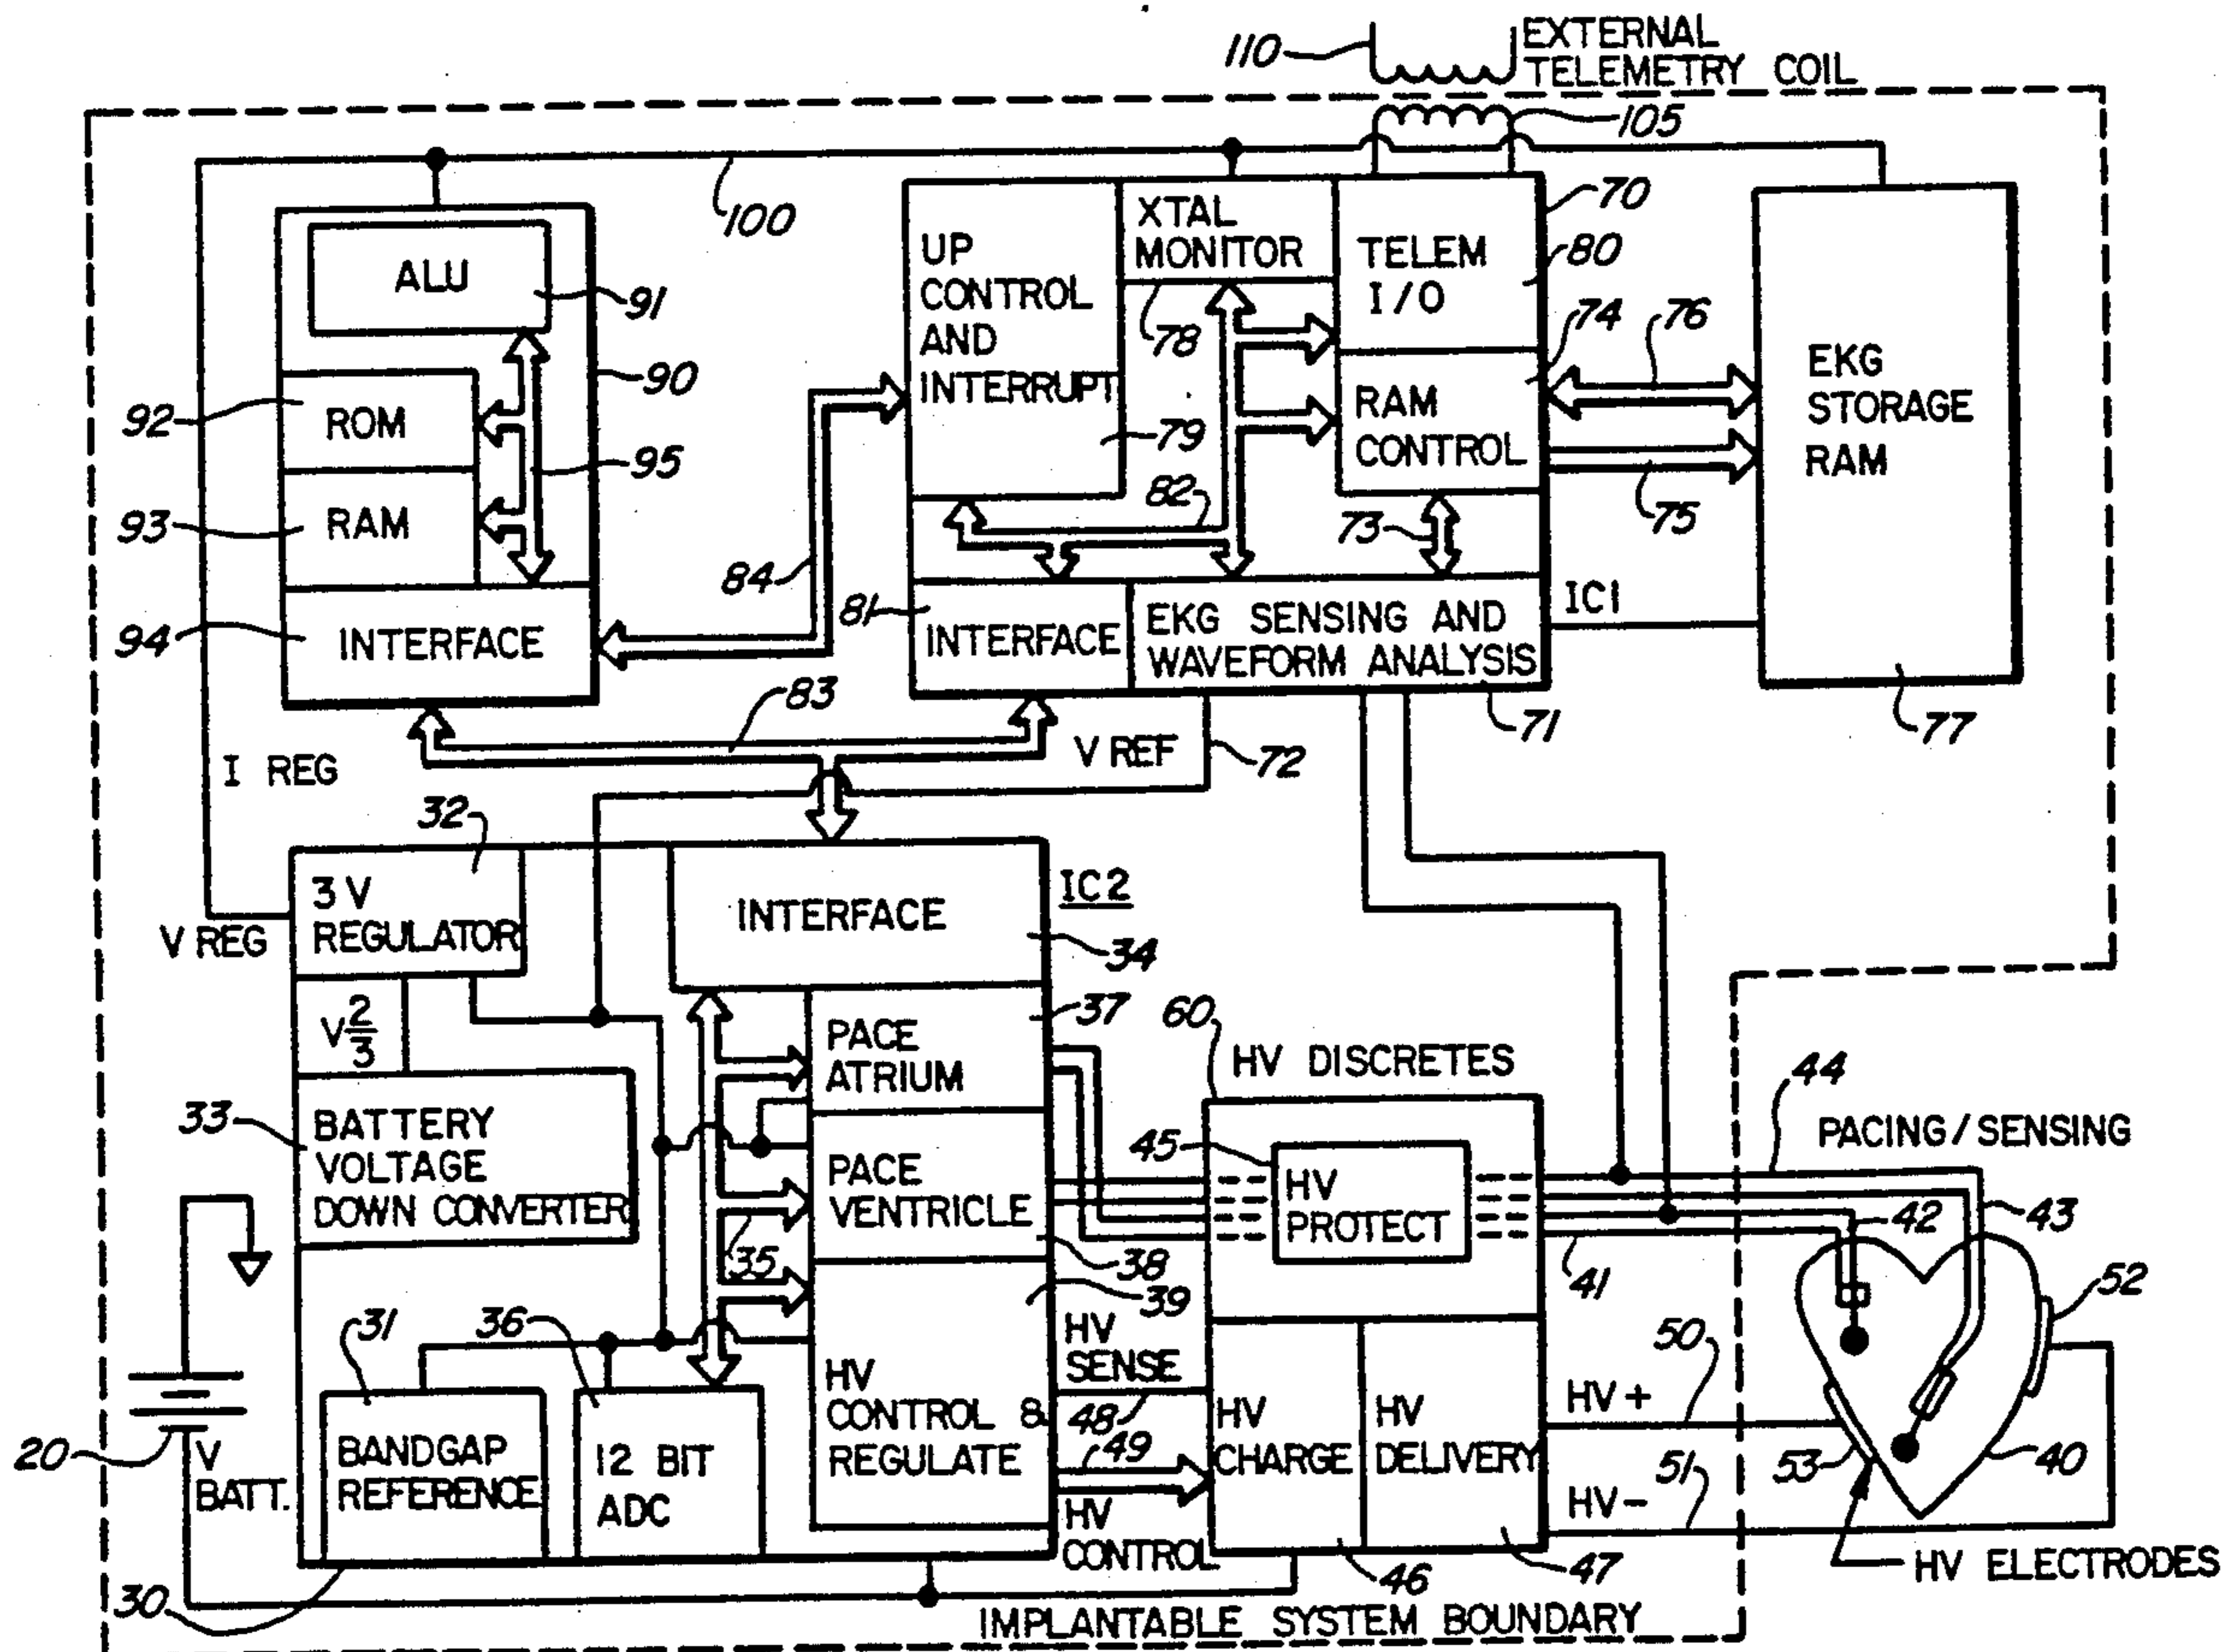 110
EXTERNAL
TELEMETRY COIL
105
100
ALU
91
90
92
ROM
95
93
RAM
94
INTERFACE
UP
CONTROL
AND
INTERRUPT
79
XTAL
MONITOR
78
TELEM
I/O
70
80
74
RAM
CONTROL
76
75
EKG
STORAGE
RAM
77
82
73
84
81
INTERFACE
EKG SENSING AND
WAVEFORM ANALYSIS
IC1
71
83
V REF
72
I REG
V REG
32
3 V
REGULATOR
INTERFACE
IC2
34
V 2/3
33
BATTERY
VOLTAGE
DOWN CONVERTER
37
PACE
ATRIUM
PACE
VENTRICLE
38
35
39
31
36
BANDGAP
REFERENCE
12 BIT
ADC
HV
CONTROL &
REGULATE
20
V
BATT.
30
60
HV DISCRETES
45
HV
PROTECT
HV
SENSE
48
49
HV
CONTROL
HV
CHARGE
HV
DELIVERY
46
47
44
PACING/SENSING
42
43
41
52
50
HV+
53
40
51
HV-
HV ELECTRODES
IMPLANTABLE SYSTEM BOUNDARY